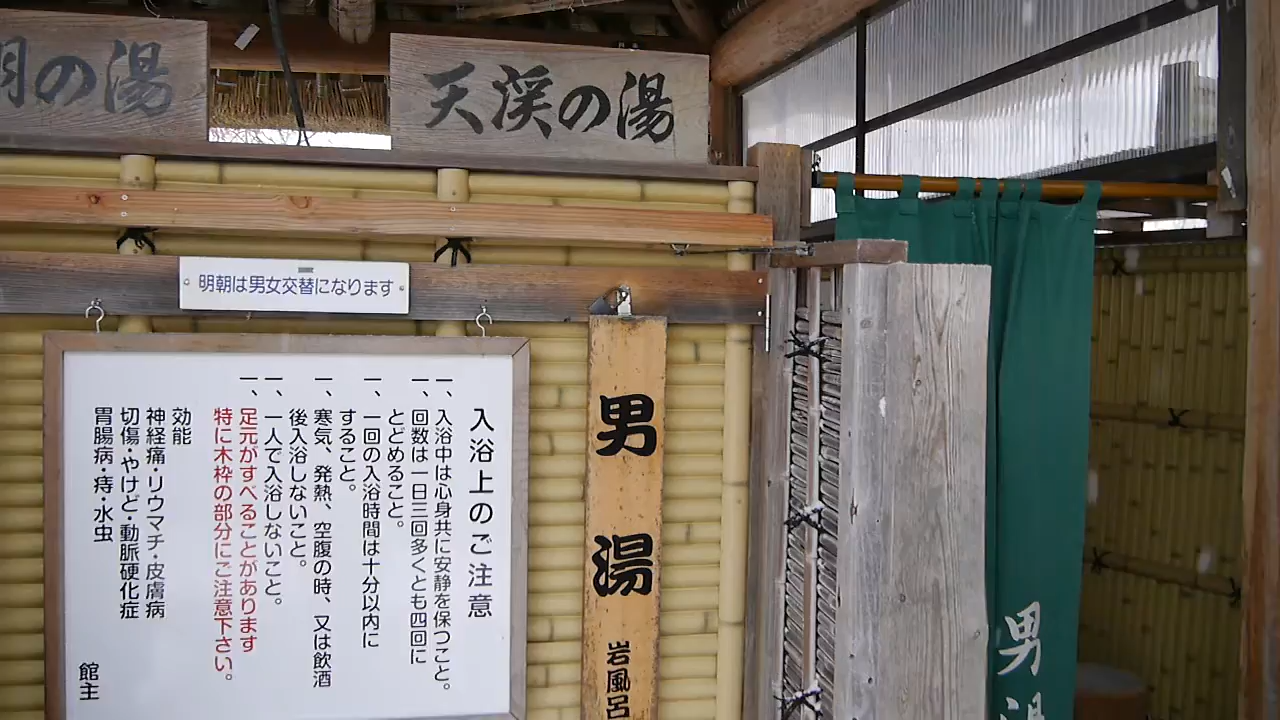 月の湯
天渓の湯
明朝は男女交替になります
入浴上のご注意
一、入浴中は心身共に安静を保つこと。
一、回数は一日三回多くとも四回に
とどめること。
一、一回の入浴時間は十分以内に
すること。
一、寒気、発熱、空腹の時、又は飲酒
後入浴しないこと。
一、一人で入浴しないこと。
一、足元がすべることがあります
特に木枠の部分にご注意下さい。
効能
神経痛・リウマチ・皮膚病
切傷・やけど・動脈硬化症
胃腸病・痔・水虫
館主
男湯
岩風呂
男湯